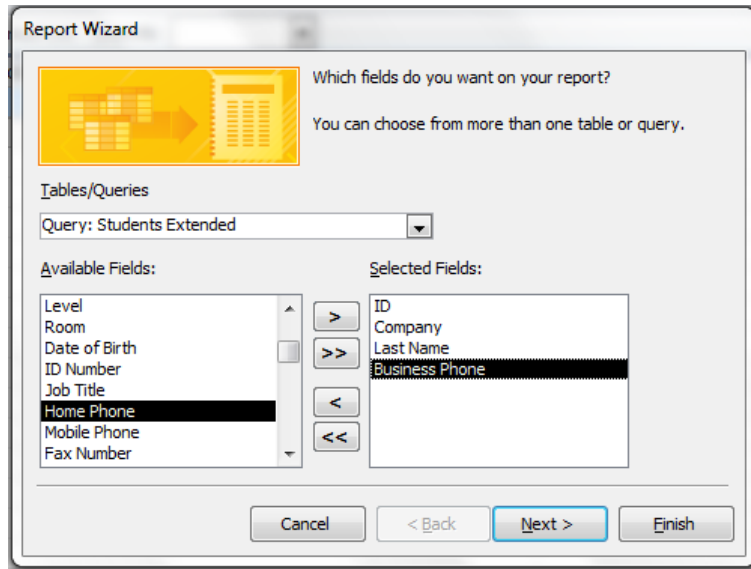 Report Wizard
Which fields do you want on your report?
You can choose from more than one table or query.
Tables/Queries
Query: Students Extended
Available Fields:
Level
Room
Date of Birth
ID Number
Job Title
Home Phone
Mobile Phone
Fax Number
>
>>
<
<<
Selected Fields:
ID
Company
Last Name
Business Phone
Cancel
< Back
Next >
Finish